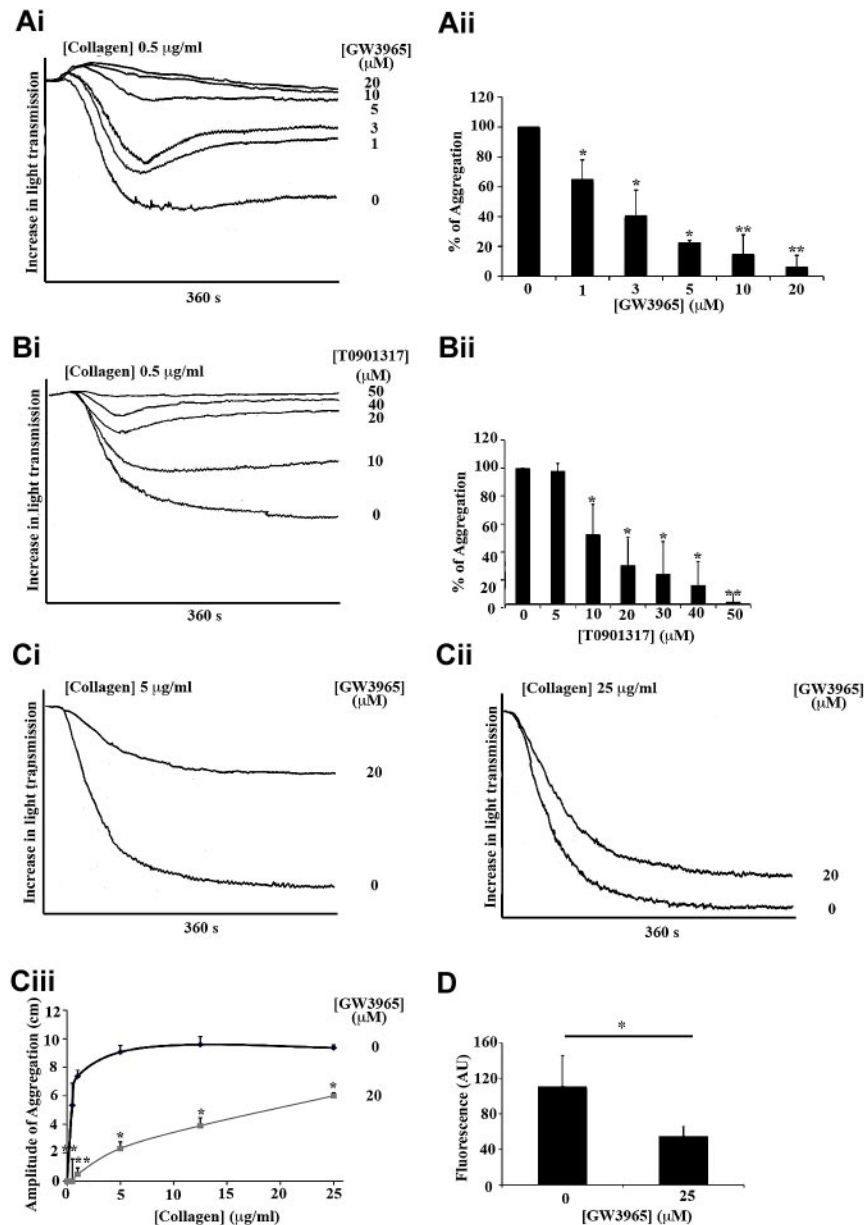 Ai
[Collagen] 0.5 µg/ml
[GW3965]
(µM)
20
10
5
3
1
0
Increase in light transmission
360 s
Aii
120
100
80
60
40
20
0
% of Aggregation
*
*
*
**
**
0 1 3 5 10 20
[GW3965] (µM)
Bi
[Collagen] 0.5 µg/ml
[T0901317]
(µM)
50
40
20
10
0
Increase in light transmission
360 s
Bii
120
100
80
60
40
20
0
% of Aggregation
*
*
*
*
**
0 5 10 20 30 40 50
[T0901317] (µM)
Ci
[Collagen] 5 µg/ml
[GW3965]
(µM)
20
0
Increase in light transmission
360 s
Cii
[Collagen] 25 µg/ml
[GW3965]
(µM)
20
0
Increase in light transmission
360 s
Ciii
[GW3965]
(µM)
0
20
12
10
8
6
4
2
0
Amplitude of Aggregation (cm)
**
**
*
*
*
0 5 10 15 20 25
[Collagen] (µg/ml)
D
160
120
80
40
0
Fluorescence (AU)
*
0 25
[GW3965] (µM)